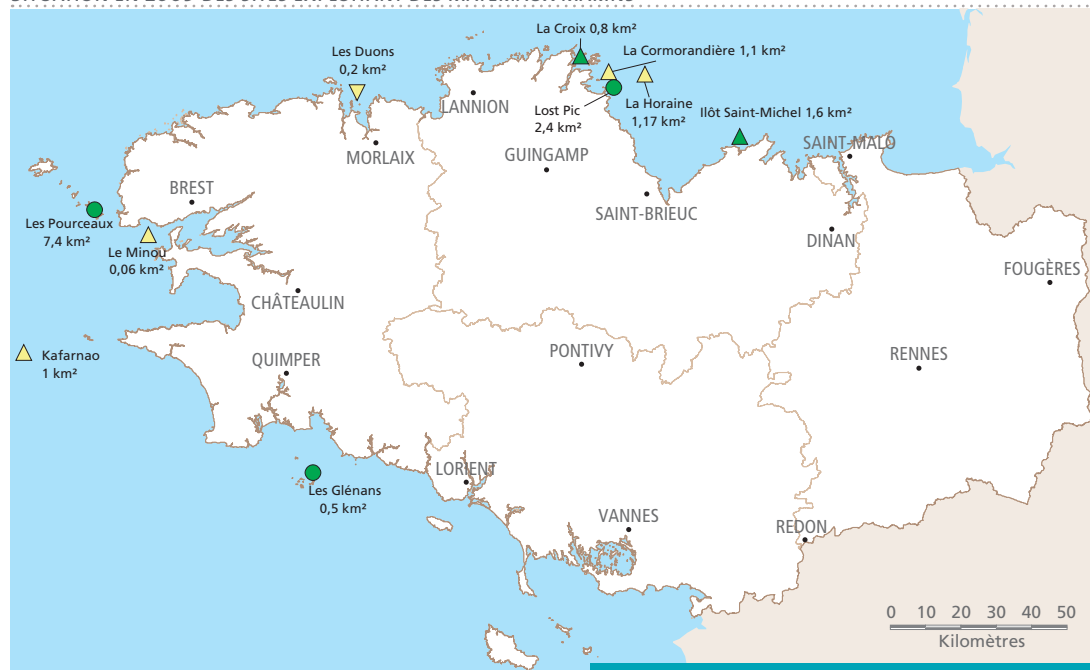 La Croix 0,8 km²
Les Duons
0,2 km²
La Cormorandière 1,1 km²
LANNION
Lost Pic
2,4 km²
La Horaine
1,17 km²
Ilôt Saint-Michel 1,6 km²
SAINT-MALO
MORLAIX
GUINGAMP
BREST
SAINT-BRIEUC
Les Pourceaux
7,4 km²
Le Minou
0,06 km²
DINAN
FOUGÈRES
CHÂTEAULIN
Kafarnao
1 km²
QUIMPER
PONTIVY
RENNES
LORIENT
Les Glénans
0,5 km²
VANNES
REDON
0 10 20 30 40 50
Kilomètres